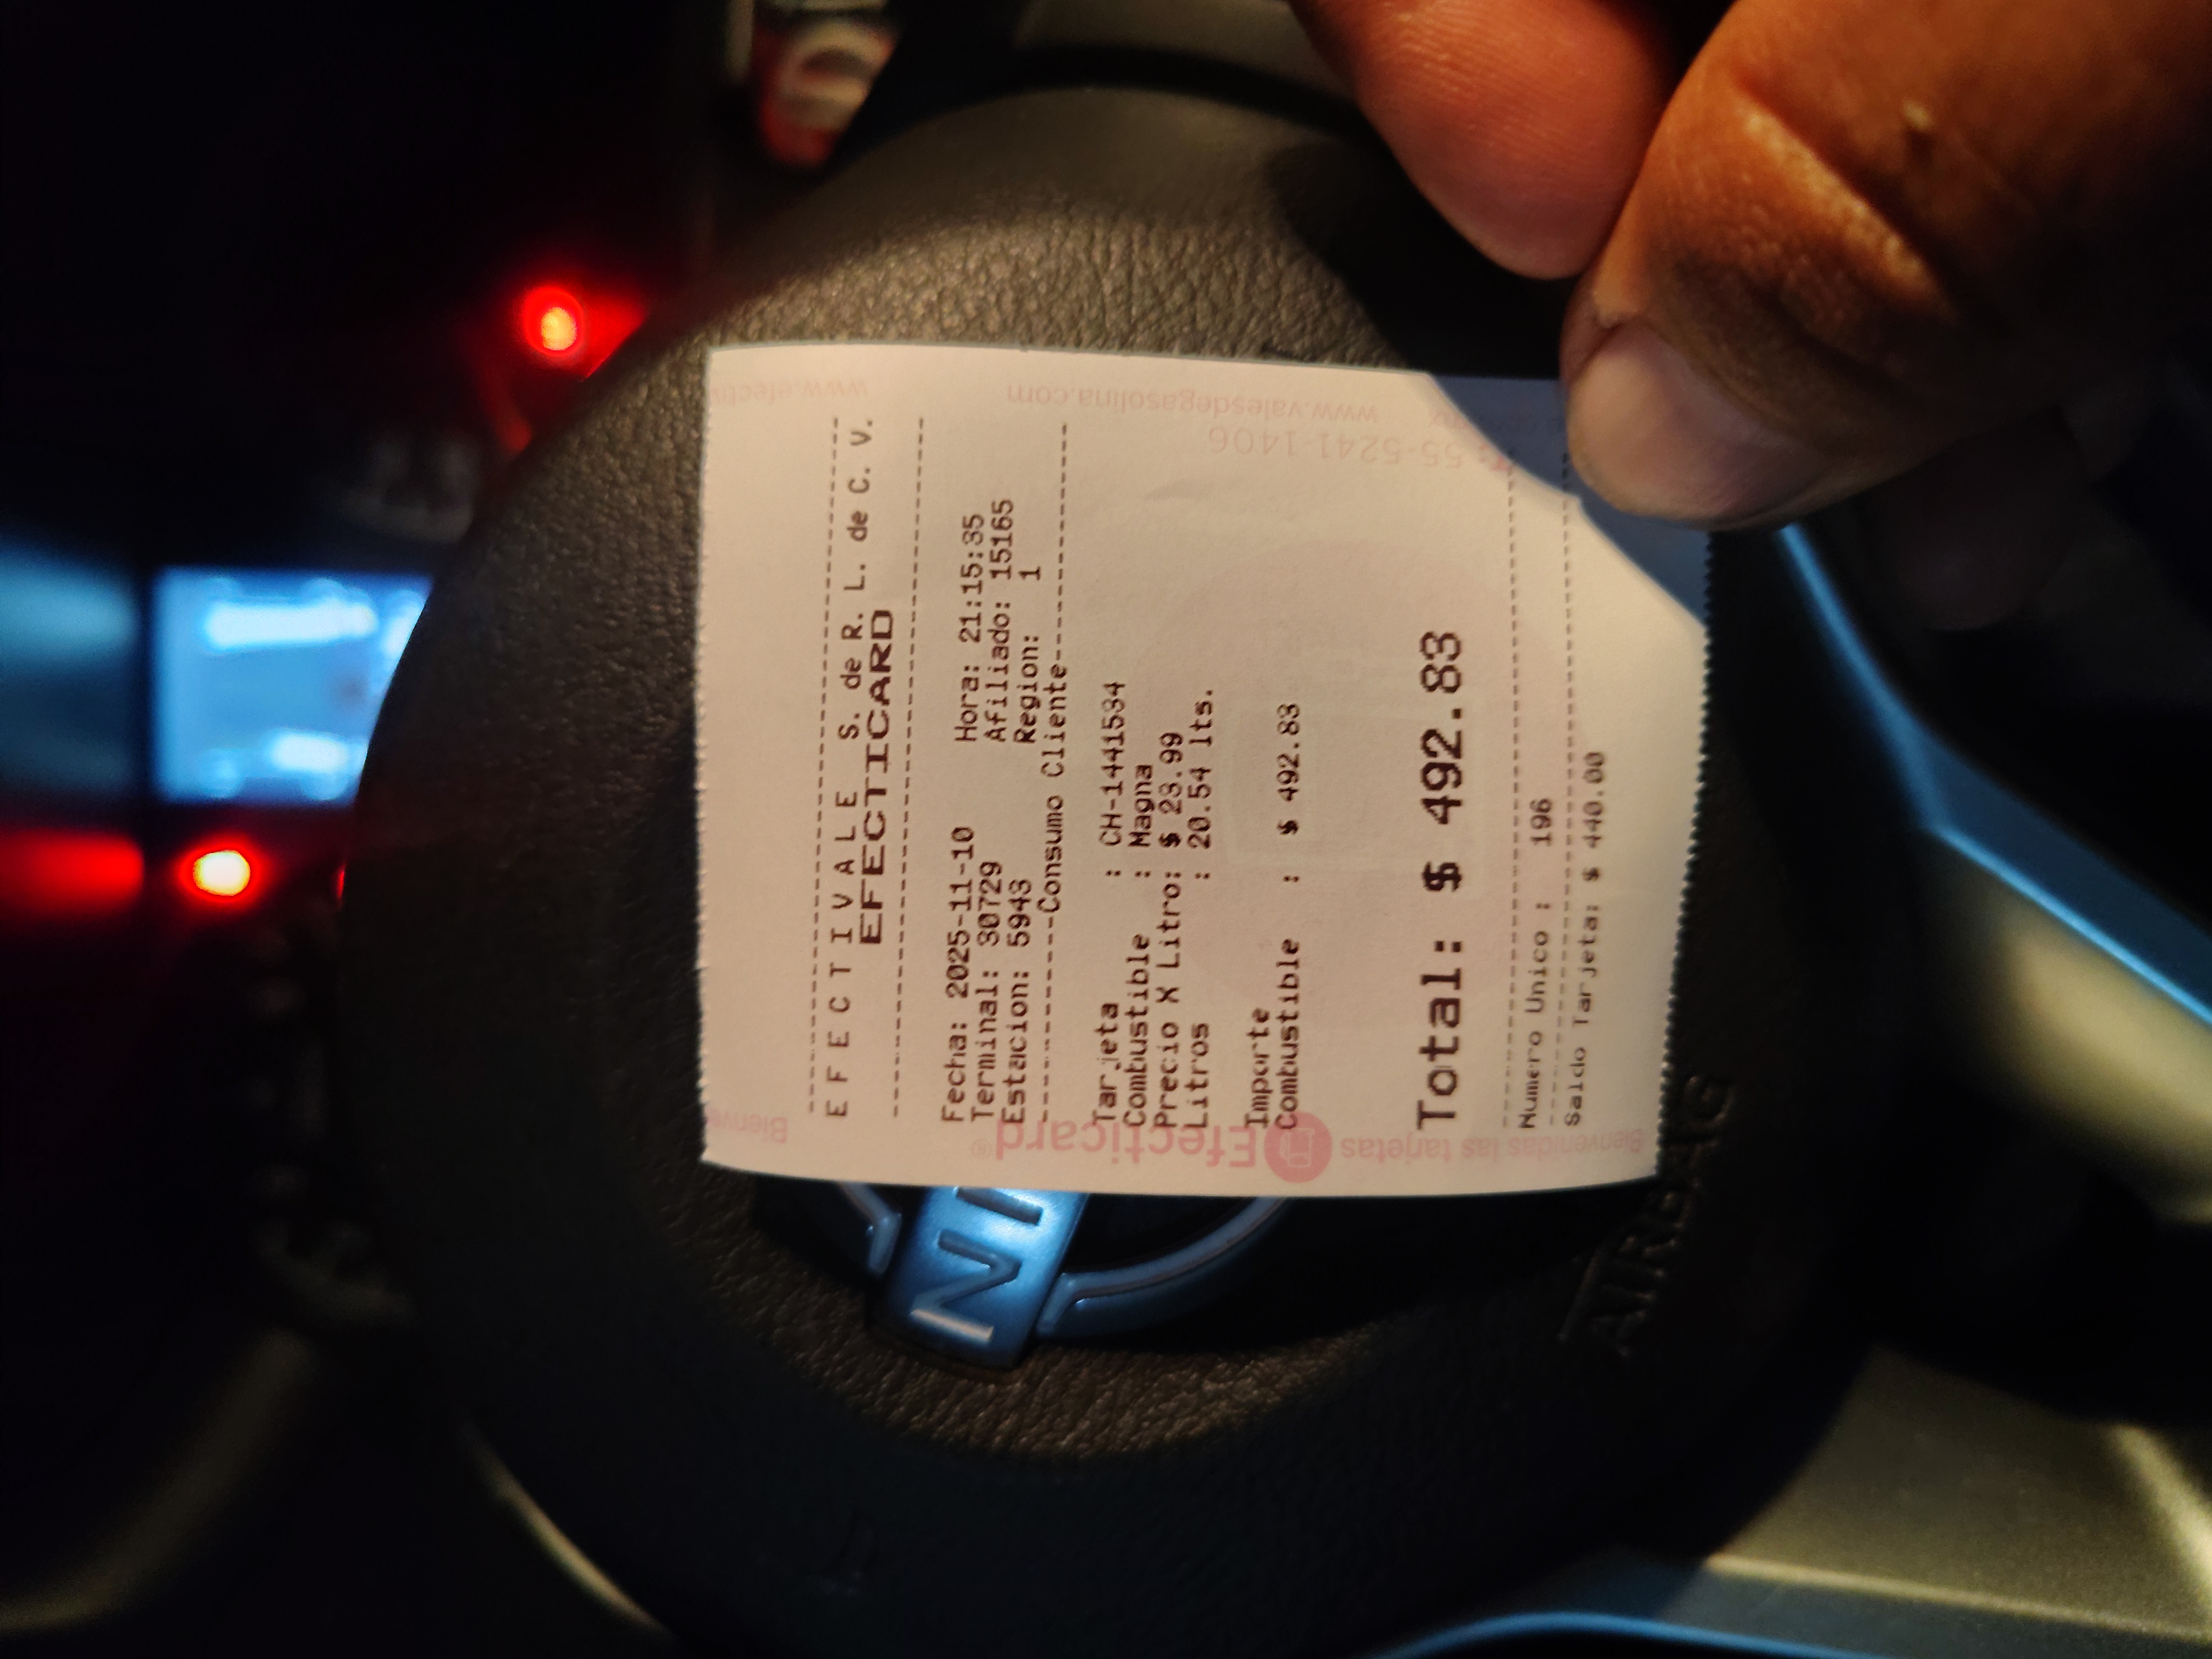 E F E C T I V A L E  S. de R. L. de C. V.
EFECTICARD
Fecha: 2025-11-10 Hora: 21:15:35
Terminal: 30729 Afiliado: 15165
Estacion: 5943 Region: 1
----Consumo Cliente----
Tarjeta : CH-1441534
Combustible : Magna
Precio X Litro: $ 23.99
Litros : 20.54 lts.
Importe
Combustible : $ 492.83
Total: $ 492.83
Numero Unico : 196
Saldo Tarjeta: $ 440.00
Bienvenidas las tarjetas
Efecticard®
www.valesdegasolina.com
55-5241-1406
AIRBAG